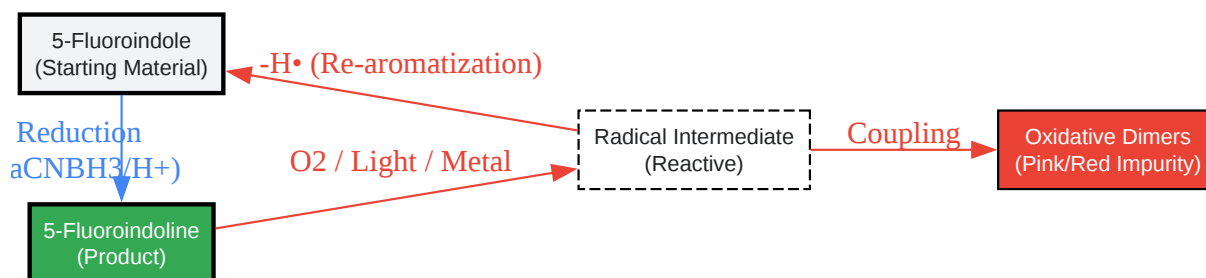 5-Fluoroindole
(Starting Material)
-H• (Re-aromatization)
Reduction
aCNBH3/H+)
O2 / Light / Metal
Radical Intermediate
(Reactive)
Coupling
Oxidative Dimers
(Pink/Red Impurity)
5-Fluoroindoline
(Product)